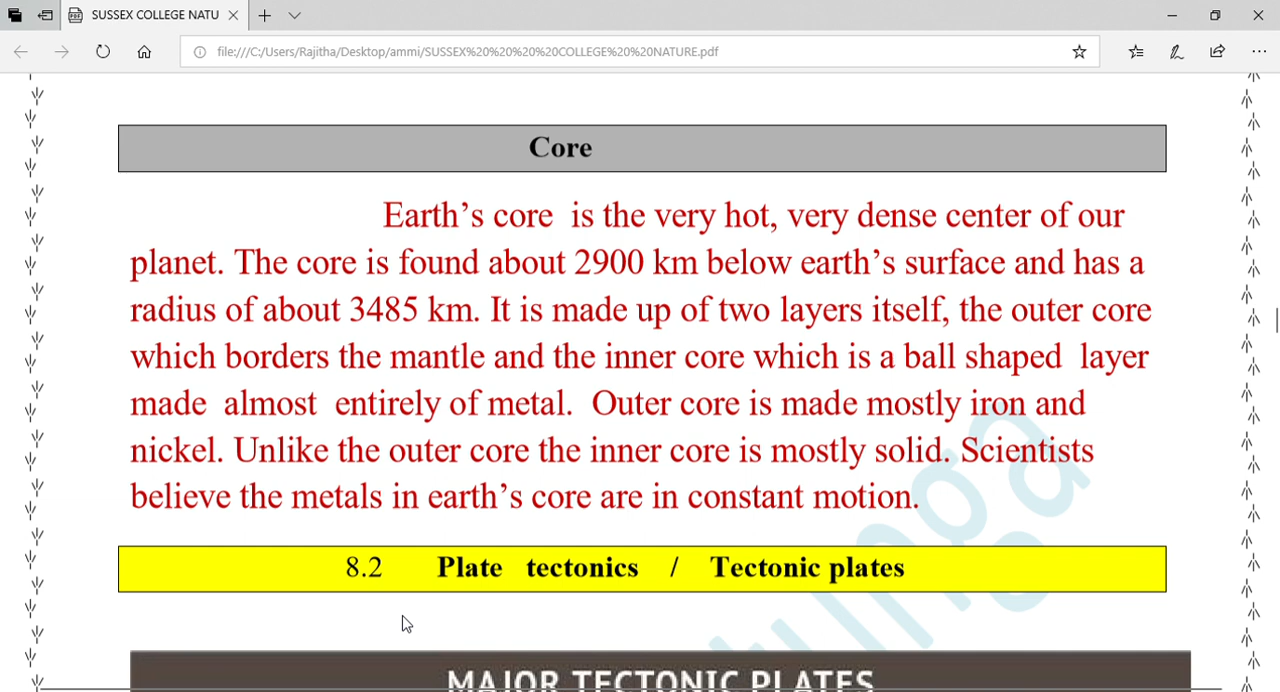 SUSSEX COLLEGE NATU
file:///C:/Users/Rajitha/Desktop/ammi/SUSSEX%20%20%20%20COLLEGE%20%20NATURE.pdf
Core
Earth's core is the very hot, very dense center of our
planet. The core is found about 2900 km below earth's surface and has a
radius of about 3485 km. It is made up of two layers itself, the outer core
which borders the mantle and the inner core which is a ball shaped layer
made almost entirely of metal. Outer core is made mostly iron and
nickel. Unlike the outer core the inner core is mostly solid. Scientists
believe the metals in earth's core are in constant motion.
8.2 Plate tectonics / Tectonic plates
MAJOR TECTONIC PLATES